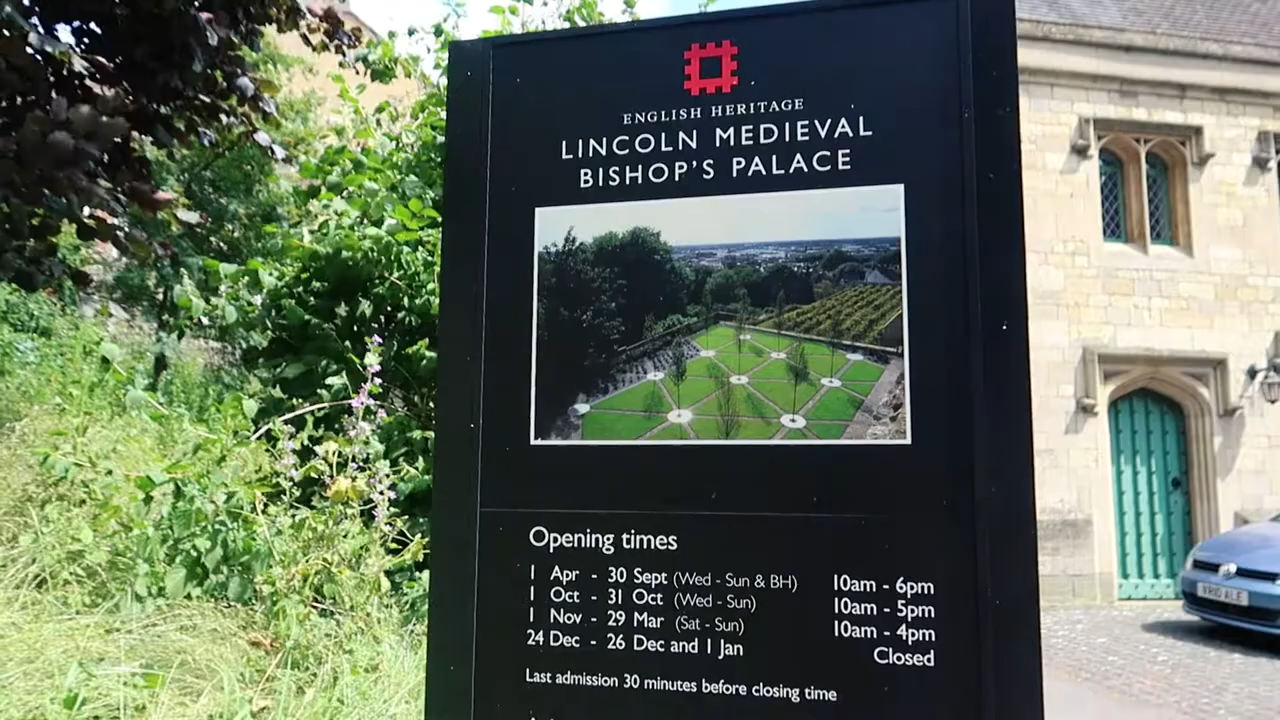 ENGLISH HERITAGE
LINCOLN MEDIEVAL
BISHOP'S PALACE
Opening times
1 Apr - 30 Sept (Wed - Sun & BH) 10am - 6pm
1 Oct - 31 Oct (Wed - Sun) 10am - 5pm
1 Nov - 29 Mar (Sat - Sun) 10am - 4pm
24 Dec - 26 Dec and 1 Jan Closed
Last admission 30 minutes before closing time